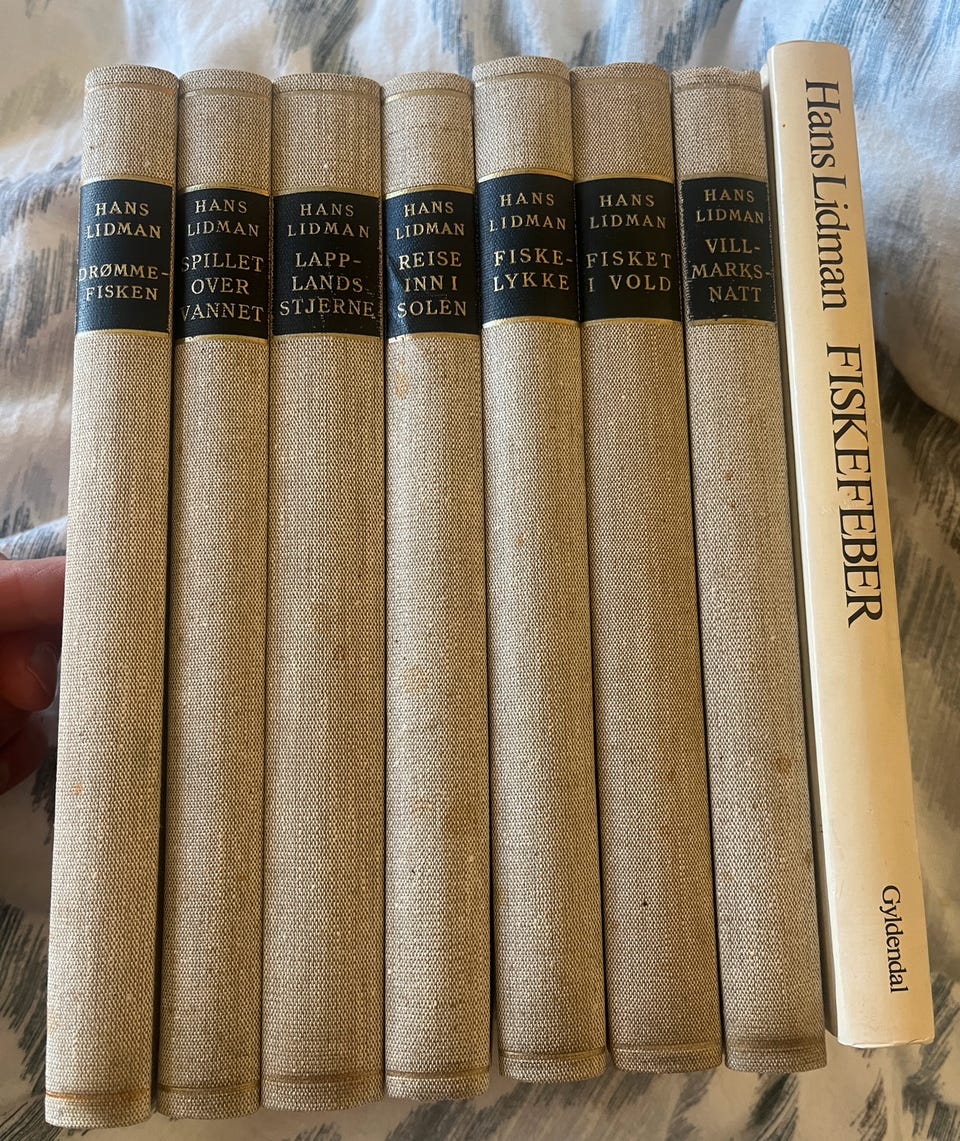 HANS
LIDMAN
DRØMME-
FISKEN
HANS
LIDMAN
SPILLET
OVER
VANNET
HANS
LIDMAN
LAPP-
LANDS
STJERNE
HANS
LIDMAN
REISE
INN I
SOLEN
HANS
LIDMAN
FISKE-
LYKKE
HANS
LIDMAN
FISKET
I VOLD
HANS
LIDMAN
VILL-
MARKS-
NATT
Hans Lidman FISKEFEBER Gyldendal